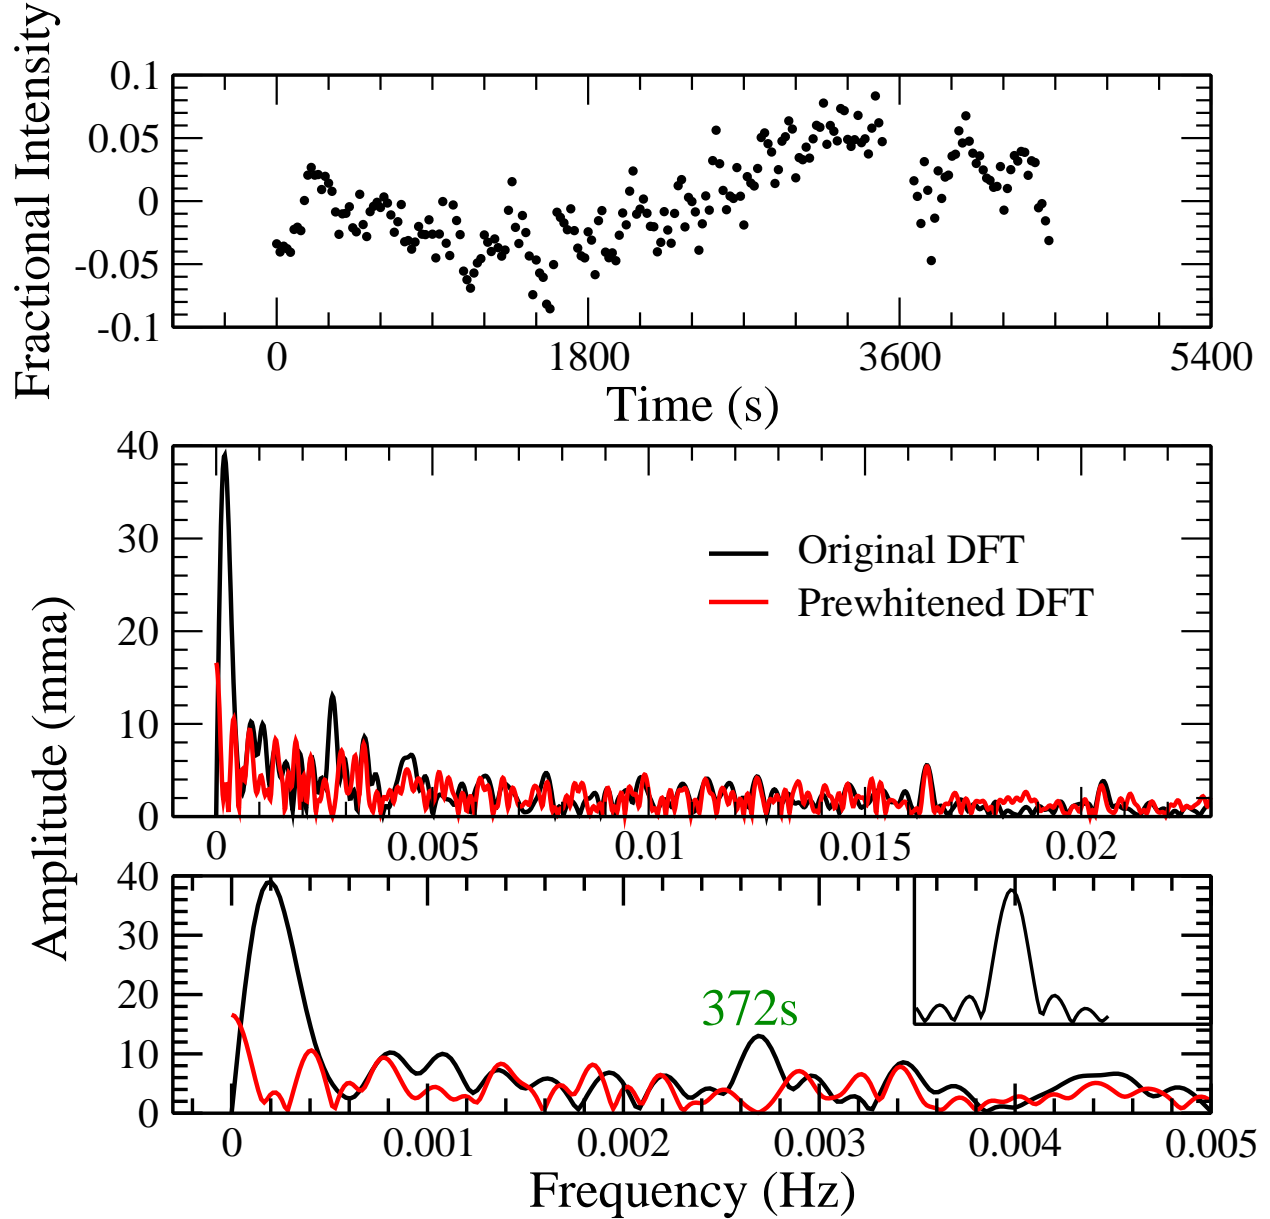 Fractional Intensity
0.1
0.05
0
-0.05
-0.1
0 1800 3600 5400
Time (s)
Amplitude (mma)
40
30
20
10
0
Original DFT
Prewhitened DFT
0 0.005 0.01 0.015 0.02
40
30
20
10
0
372s
0 0.001 0.002 0.003 0.004 0.005
Frequency (Hz)